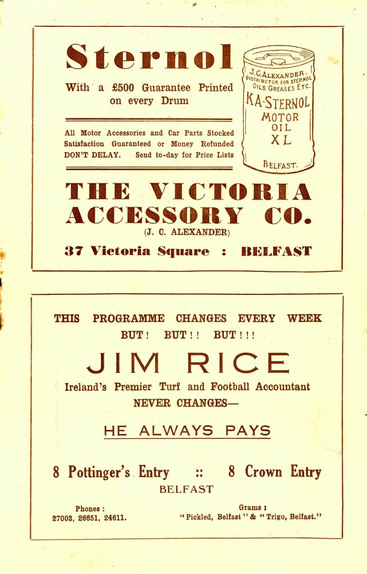 Sternol
With a £500 Guarantee Printed
on every Drum
All Motor Accessories and Car Parts Stocked
Satisfaction Guaranteed or Money Refunded
DON'T DELAY. Send to-day for Price Lists
J.C. ALEXANDER.
DISTRIBUTOR FOR STERNOL
OILS GREASES ETC.
KA-STERNOL
MOTOR
OIL
XL
BELFAST.
THE VICTORIA
ACCESSORY CO.
(J. C. ALEXANDER)
37 Victoria Square : BELFAST
THIS PROGRAMME CHANGES EVERY WEEK
BUT! BUT!! BUT!!!
JIM RICE
Ireland's Premier Turf and Football Accountant
NEVER CHANGES—
HE ALWAYS PAYS
8 Pottinger's Entry :: 8 Crown Entry
BELFAST
Phones :
27003, 26651, 24611.
Grams :
"Pickled, Belfast" & "Trigo, Belfast."